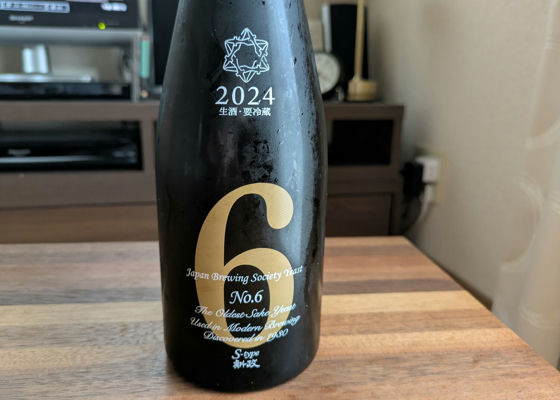 SHARP
2024
生酒・要冷蔵
6
Japan Brewing Society Yeast
No.6
The Oldest Sake Yeast
Used in Modern Brewing,
Discovered in 1930
S-type
新政